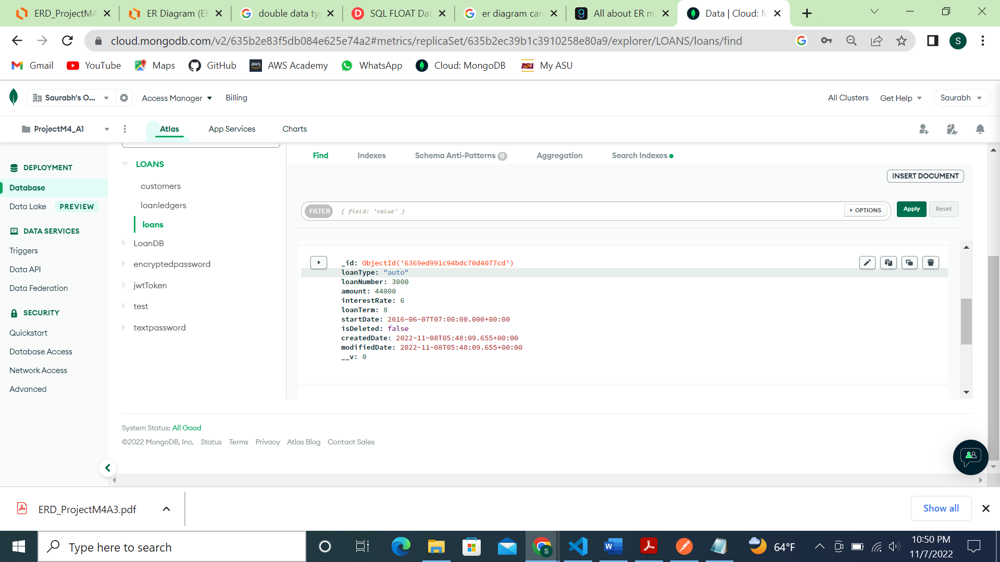 ERD_ProjectM4
ER Diagram (ER
double data ty
SQL FLOAT Dat
er diagram card
All about ER m
Data | Cloud: M
cloud.mongodb.com/v2/635b2e83f5db084e625e74a2#metrics/replicaSet/635b2ec39b1c3910258e80a9/explorer/LOANS/loans/find
S
Gmail
YouTube
Maps
GitHub
aws
AWS Academy
WhatsApp
Cloud: MongoDB
ASU
My ASU
Saurabh's O...
Access Manager
Billing
All Clusters
Get Help
Saurabh
ProjectM4_A1
Atlas
App Services
Charts
DEPLOYMENT
Database
Data Lake PREVIEW
DATA SERVICES
Triggers
Data API
Data Federation
SECURITY
Quickstart
Database Access
Network Access
Advanced
LOANS
customers
loanledgers
loans
LoanDB
encryptedpassword
jwtToken
test
textpassword
Find
Indexes
Schema Anti-Patterns 0
Aggregation
Search Indexes
INSERT DOCUMENT
FILTER { field: 'value' }
OPTIONS
Apply
Reset
_id: ObjectId('6369ed991c94bdc70d4077cd')
loanType: "auto"
loanNumber: 3000
amount: 44000
interestRate: 6
loanTerm: 8
startDate: 2016-06-07T07:00:00.000+00:00
isDeleted: false
createdDate: 2022-11-08T05:48:09.655+00:00
modifiedDate: 2022-11-08T05:48:09.655+00:00
__v: 0
System Status: All Good
©2022 MongoDB, Inc. Status Terms Privacy Atlas Blog Contact Sales
ERD_ProjectM4A3.pdf
Show all
Type here to search
64°F
10:50 PM
11/7/2022